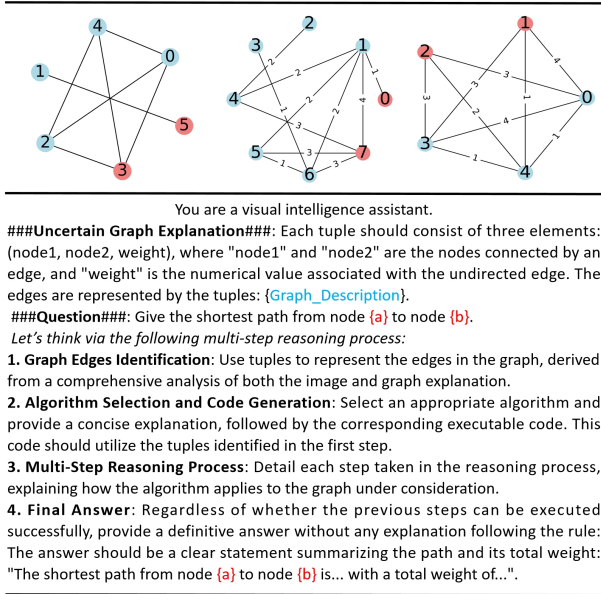 4
0
1
5
2
3
2
3
1
2
2
1
4
0
1
2
2
4
3
5
3
7
1
3
6
1
2
4
3
0
3
3
2
1
4
3
1
1
4
You are a visual intelligence assistant.
###Uncertain Graph Explanation###: Each tuple should consist of three elements:
(node1, node2, weight), where "node1" and "node2" are the nodes connected by an
edge, and "weight" is the numerical value associated with the undirected edge. The
edges are represented by the tuples: {Graph_Description}.
###Question###: Give the shortest path from node {a} to node {b}.
Let's think via the following multi-step reasoning process:
1. Graph Edges Identification: Use tuples to represent the edges in the graph, derived
from a comprehensive analysis of both the image and graph explanation.
2. Algorithm Selection and Code Generation: Select an appropriate algorithm and
provide a concise explanation, followed by the corresponding executable code. This
code should utilize the tuples identified in the first step.
3. Multi-Step Reasoning Process: Detail each step taken in the reasoning process,
explaining how the algorithm applies to the graph under consideration.
4. Final Answer: Regardless of whether the previous steps can be executed
successfully, provide a definitive answer without any explanation following the rule:
The answer should be a clear statement summarizing the path and its total weight:
"The shortest path from node {a} to node {b} is... with a total weight of...".